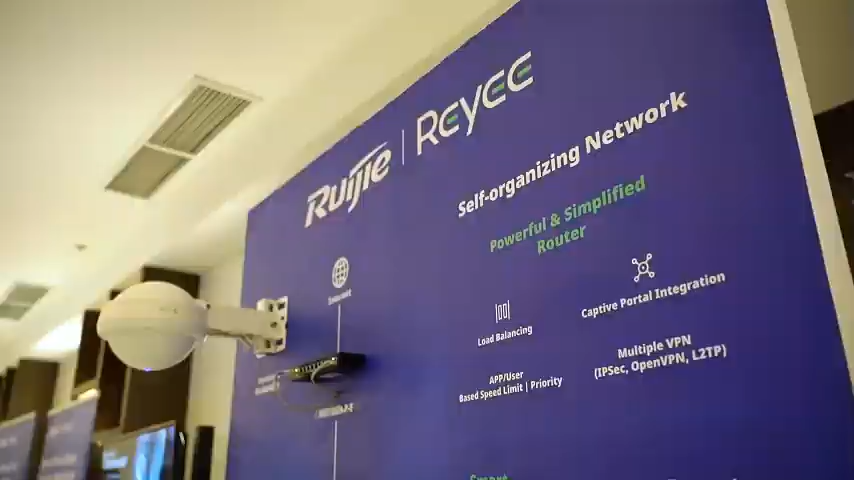 Ruijie | Reyee
Self-organizing Network
Powerful & Simplified
Router
Internet
Load Balancing
Captive Portal Integration
APP/User
Based Speed Limit | Priority
Multiple VPN
(IPSec, OpenVPN, L2TP)
Smart